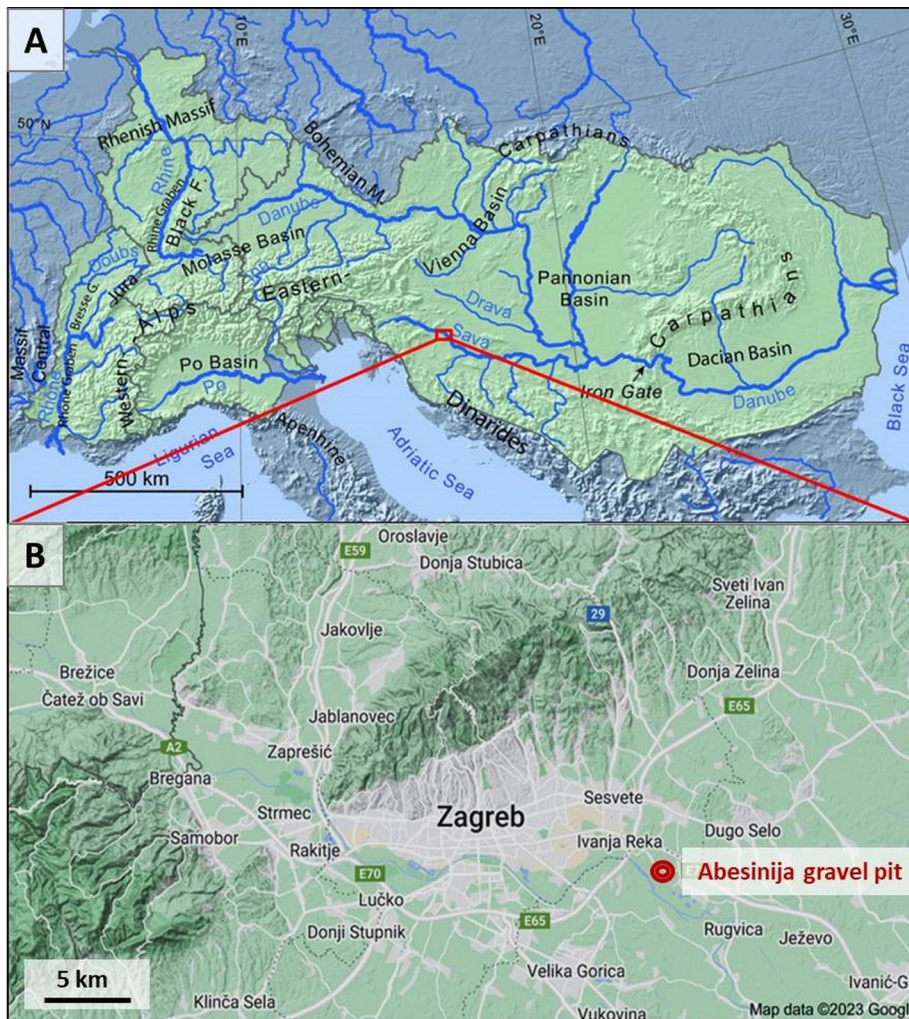 A
10°E
20°E
30°E
50°N
Rhenish Massif
Bohemian M.
Carpathians
Rhine
Rhine Graben
Black F.
Danube
Vienna Basin
Doubs
Molasse Basin
Bresse G.
Jura
Inn
Eastern-
Pannonian
Basin
Alps
Drava
Carpathians
Massif
Central
Rhône
Rhône Graben
Western
Po Basin
Po
Sava
Dacian Basin
Iron Gate
Danube
Black Sea
Dinarides
Ligurian
Sea
Apennine
Adriatic Sea
500 km
B
E59
Oroslavje
Donja Stubica
Sveti Ivan
Zelina
29
Jakovlje
Brežice
Donja Zelina
Čatež ob Savi
E65
Jablanovec
A2
Zaprešić
Bregana
Strmec
Zagreb
Sesvete
Samobor
Rakitje
Ivanja Reka
Dugo Selo
E70
Abesinija gravel pit
Lučko
Donji Stupnik
E65
Rugvica
Ježevo
5 km
Velika Gorica
Ivanić-G
Klinča Sela
Vukovina
Map data ©2023 Googl